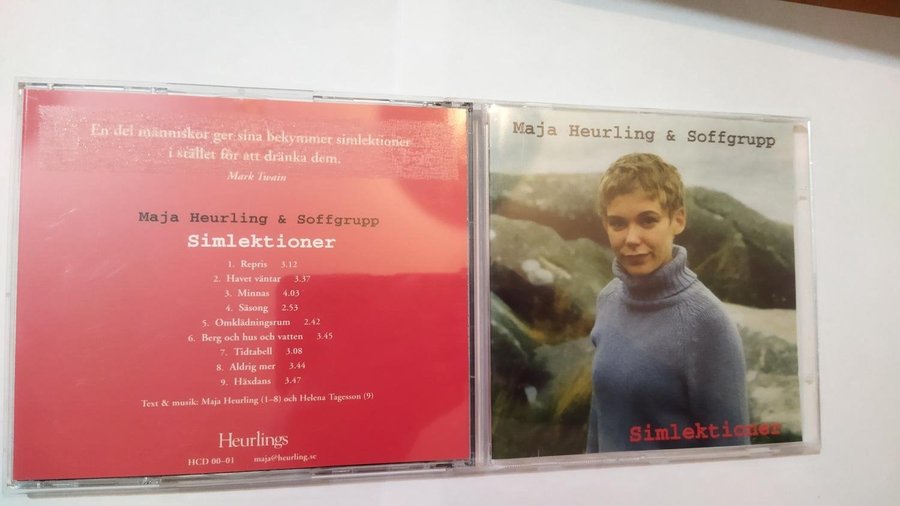 En del människor ger sina bekymmer simlektioner
i stället för att dränka dem.
Mark Twain
Maja Heurling & Soffgrupp
Simlektioner
1. Repris 3.12
2. Havet väntar 3.37
3. Minnas 4.03
4. Säsong 2.53
5. Omklädningsrum 2.42
6. Berg och hus och vatten 3.45
7. Tidtabell 3.08
8. Aldrig mer 3.44
9. Häxdans 3.47
Text & musik: Maja Heurling (1–8) och Helena Tagesson (9)
Heurlings
HCD 00–01 maja@heurling.se
Maja Heurling & Soffgrupp
Simlektioner